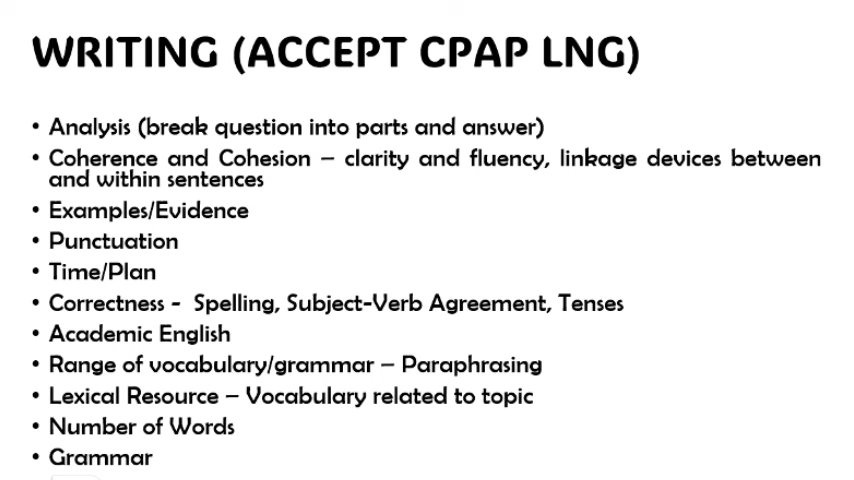 WRITING (ACCEPT CPAP LNG)
• Analysis (break question into parts and answer)
• Coherence and Cohesion – clarity and fluency, linkage devices between
and within sentences
• Examples/Evidence
• Punctuation
• Time/Plan
• Correctness - Spelling, Subject-Verb Agreement, Tenses
• Academic English
• Range of vocabulary/grammar – Paraphrasing
• Lexical Resource – Vocabulary related to topic
• Number of Words
• Grammar